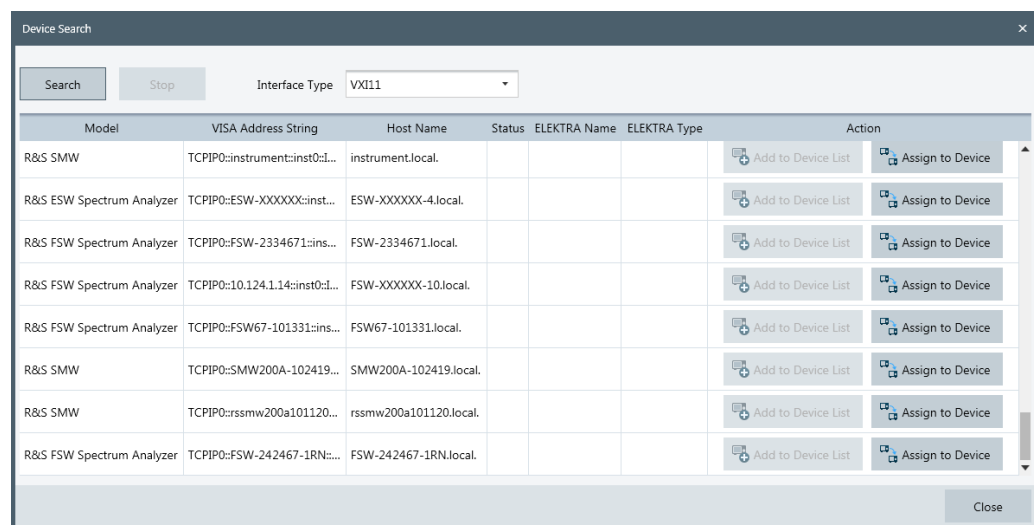 Device Search
Search Stop Interface Type VXI11
Model VISA Address String Host Name Status ELEKTRA Name ELEKTRA Type Action
R&S SMW TCPIP0::instrument::inst0::I... instrument.local. Add to Device List Assign to Device
R&S ESW Spectrum Analyzer TCPIP0::ESW-XXXXXX::inst... ESW-XXXXXX-4.local. Add to Device List Assign to Device
R&S FSW Spectrum Analyzer TCPIP0::FSW-2334671::ins... FSW-2334671.local. Add to Device List Assign to Device
R&S FSW Spectrum Analyzer TCPIP0::10.124.1.14::inst0::I... FSW-XXXXXX-10.local. Add to Device List Assign to Device
R&S FSW Spectrum Analyzer TCPIP0::FSW67-101331::ins... FSW67-101331.local. Add to Device List Assign to Device
R&S SMW TCPIP0::SMW200A-102419... SMW200A-102419.local. Add to Device List Assign to Device
R&S SMW TCPIP0::rssmw200a101120... rssmw200a101120.local. Add to Device List Assign to Device
R&S FSW Spectrum Analyzer TCPIP0::FSW-242467-1RN::... FSW-242467-1RN.local. Add to Device List Assign to Device
Close